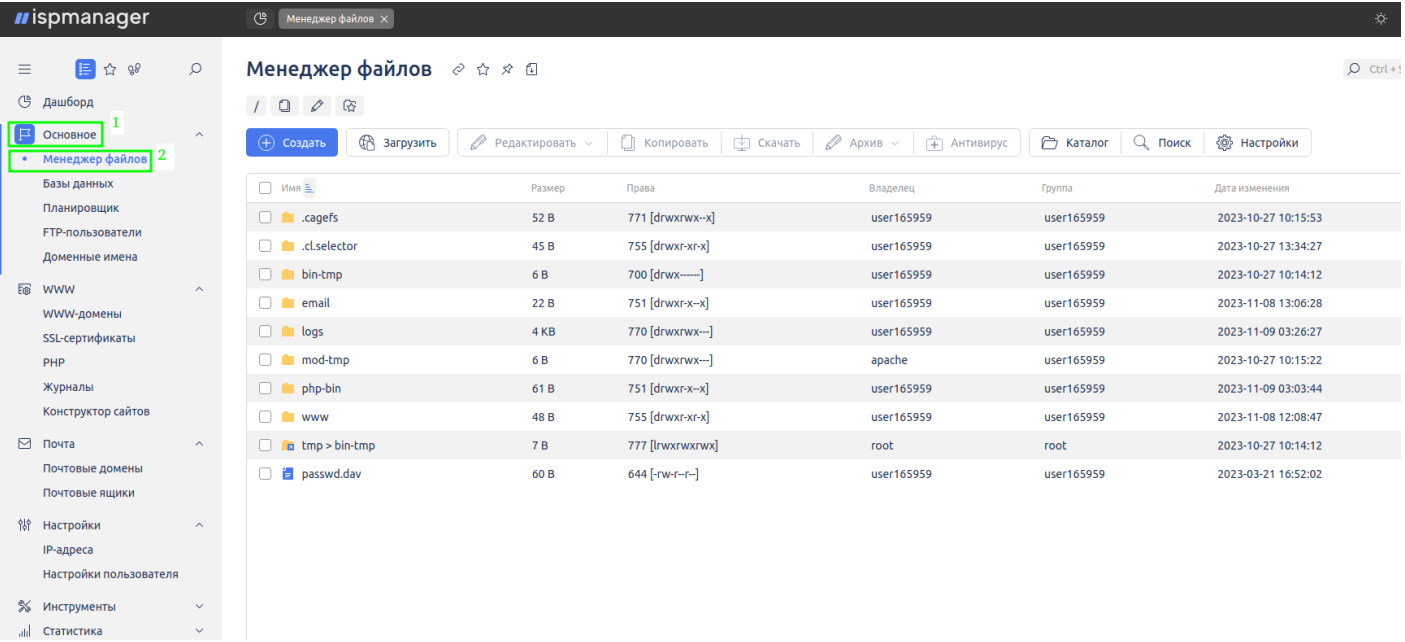 ispmanager
Менеджер файлов ×
Менеджер файлов
Ctrl + S
Дашборд
/
Основное 1
Менеджер файлов 2
Базы данных
Планировщик
FTP-пользователи
Доменные имена
WWW
WWW-домены
SSL-сертификаты
PHP
Журналы
Конструктор сайтов
Почта
Почтовые домены
Почтовые ящики
Настройки
IP-адреса
Настройки пользователя
Инструменты
Статистика
Создать Загрузить Редактировать Копировать Скачать Архив Антивирус Каталог Поиск Настройки
Имя Размер Права Владелец Группа Дата изменения
.cagefs 52 B 771 [drwxrwx--x] user165959 user165959 2023-10-27 10:15:53
.cl.selector 45 B 755 [drwxr-xr-x] user165959 user165959 2023-10-27 13:34:27
bin-tmp 6 B 700 [drwx------] user165959 user165959 2023-10-27 10:14:12
email 22 B 751 [drwxr-x--x] user165959 user165959 2023-11-08 13:06:28
logs 4 KB 770 [drwxrwx---] user165959 user165959 2023-11-09 03:26:27
mod-tmp 6 B 770 [drwxrwx---] apache user165959 2023-10-27 10:15:22
php-bin 61 B 751 [drwxr-x--x] user165959 user165959 2023-11-09 03:03:44
www 48 B 755 [drwxr-xr-x] user165959 user165959 2023-11-08 12:08:47
tmp > bin-tmp 7 B 777 [lrwxrwxrwx] root root 2023-10-27 10:14:12
passwd.dav 60 B 644 [-rw-r--r--] user165959 user165959 2023-03-21 16:52:02